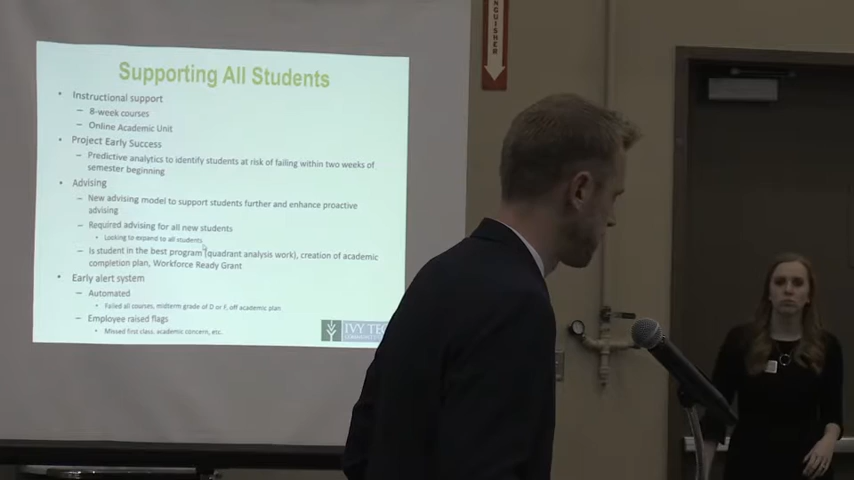 Supporting All Students
• Instructional support
– 8-week courses
– Online Academic Unit
• Project Early Success
– Predictive analytics to identify students at risk of failing within two weeks of
semester beginning
• Advising
– New advising model to support students further and enhance proactive
advising
– Required advising for all new students
• Looking to expand to all students
– Is student in the best program (quadrant analysis work), creation of academic
completion plan, Workforce Ready Grant
• Early alert system
– Automated
• Failed all courses, midterm grade of D or F, off academic plan
– Employee raised flags
• Missed first class, academic concern, etc.
IVY TE
INGUISHER